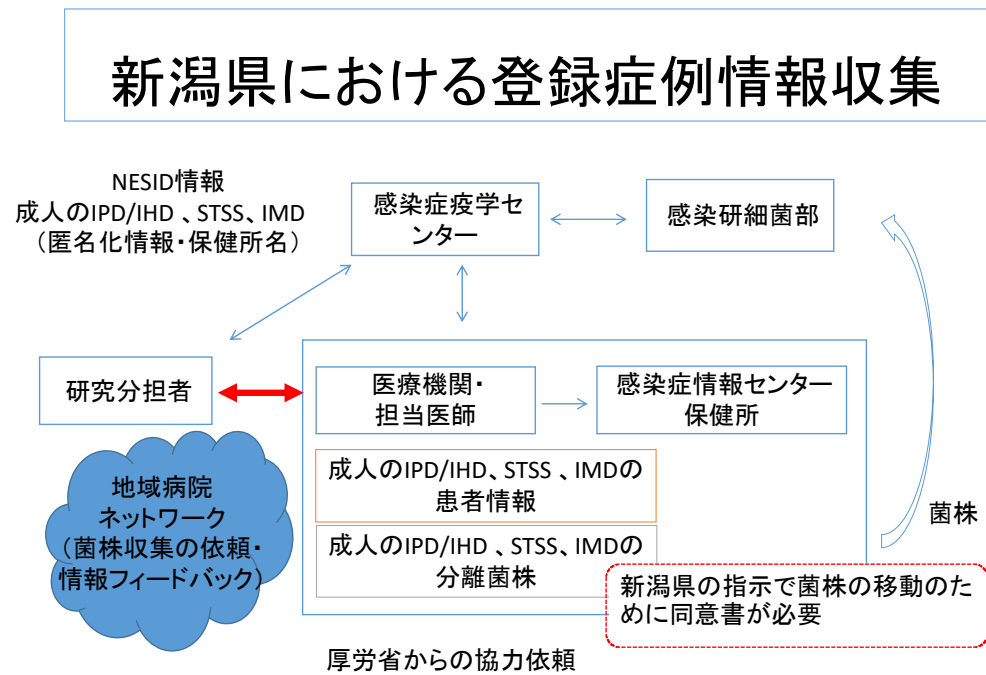 新潟県における登録症例情報収集
NESID情報
成人のIPD/IHD 、STSS、IMD
（匿名化情報・保健所名）
感染症疫学セ
ンター
感染研細菌部
研究分担者
医療機関・
担当医師
感染症情報センター
保健所
地域病院
ネットワーク
（菌株収集の依頼・
情報フィードバック）
成人のIPD/IHD、STSS 、IMDの
患者情報
成人のIPD/IHD 、STSS、IMDの
分離菌株
菌株
新潟県の指示で菌株の移動のた
めに同意書が必要
厚労省からの協力依頼